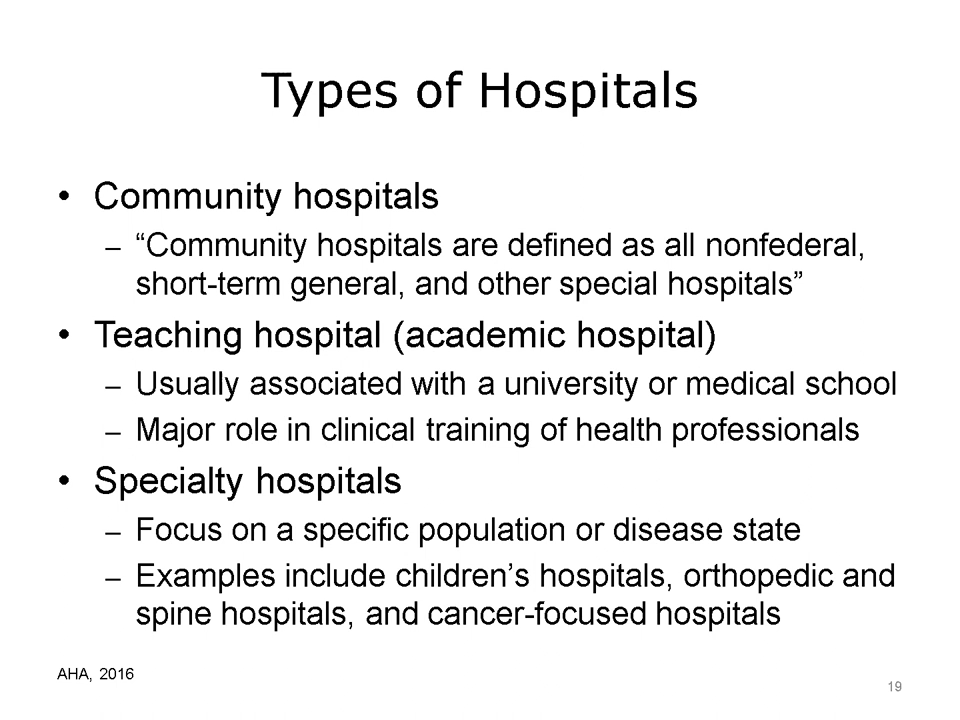 Types of Hospitals
• Community hospitals
– “Community hospitals are defined as all nonfederal,
short-term general, and other special hospitals”
• Teaching hospital (academic hospital)
– Usually associated with a university or medical school
– Major role in clinical training of health professionals
• Specialty hospitals
– Focus on a specific population or disease state
– Examples include children’s hospitals, orthopedic and
spine hospitals, and cancer-focused hospitals
AHA, 2016
19